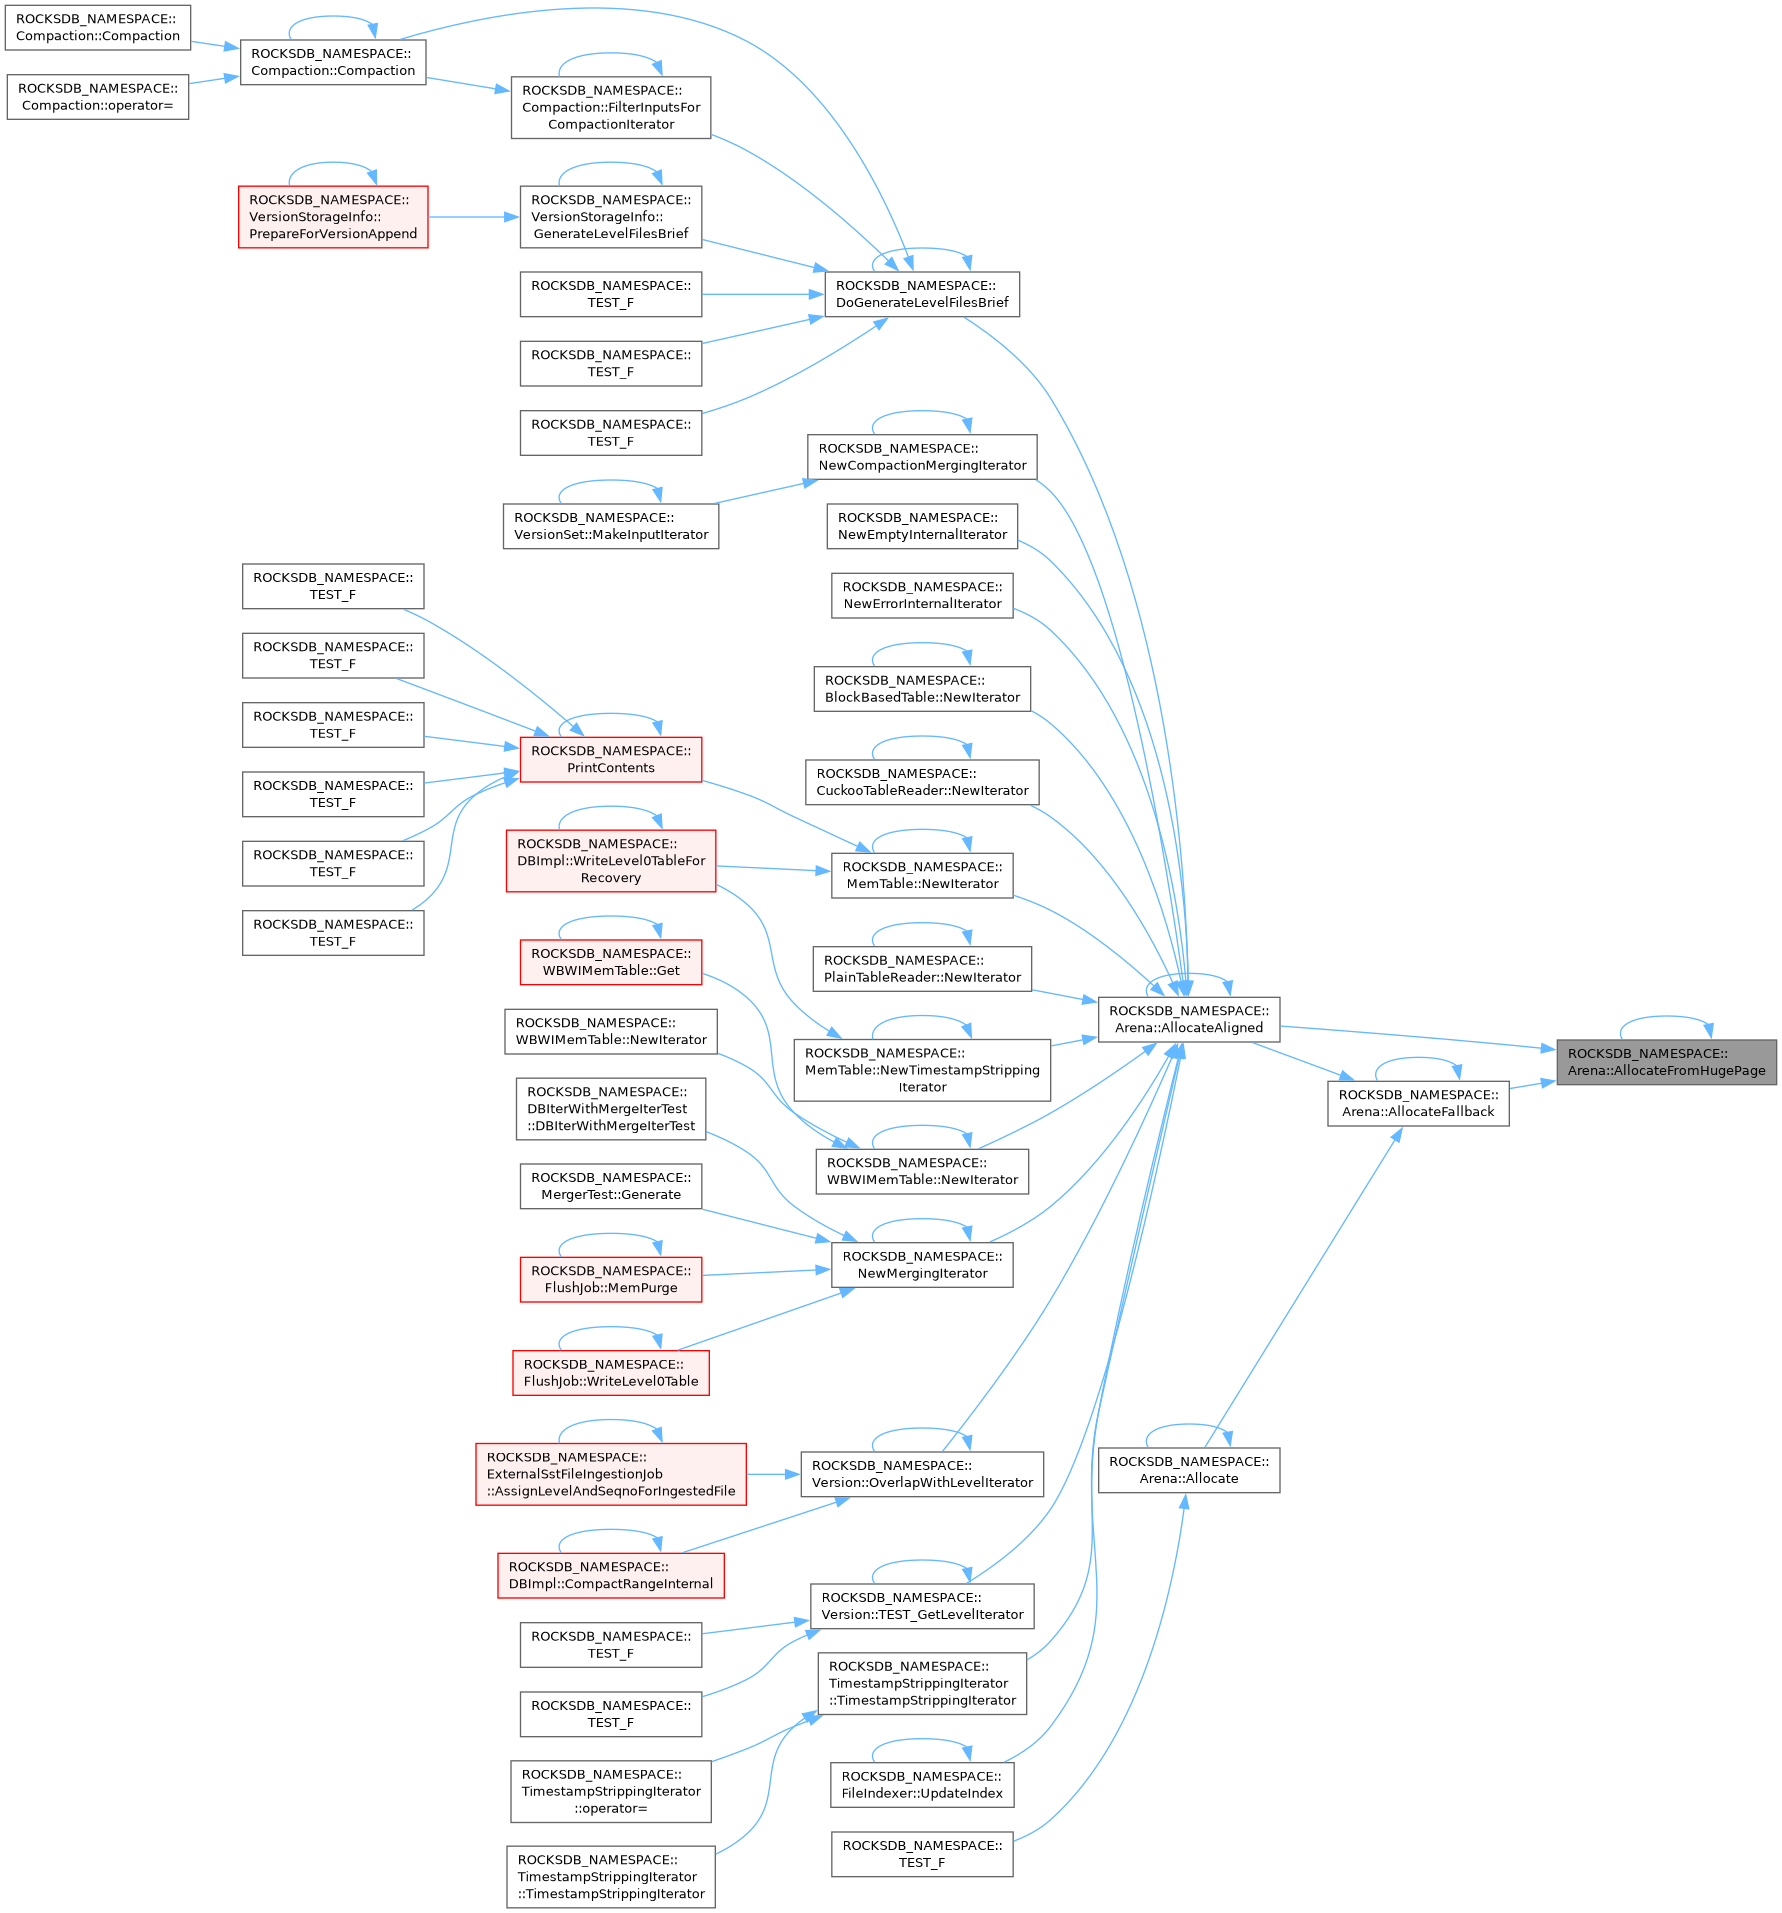 ROCKSDB_NAMESPACE::
Compaction::Compaction
ROCKSDB_NAMESPACE::
Compaction::operator=
ROCKSDB_NAMESPACE::
Compaction::Compaction
ROCKSDB_NAMESPACE::
Compaction::FilterInputsFor
CompactionIterator
ROCKSDB_NAMESPACE::
VersionStorageInfo::
PrepareForVersionAppend
ROCKSDB_NAMESPACE::
VersionStorageInfo::
GenerateLevelFilesBrief
ROCKSDB_NAMESPACE::
TEST_F
ROCKSDB_NAMESPACE::
TEST_F
ROCKSDB_NAMESPACE::
TEST_F
ROCKSDB_NAMESPACE::
DoGenerateLevelFilesBrief
ROCKSDB_NAMESPACE::
NewCompactionMergingIterator
ROCKSDB_NAMESPACE::
VersionSet::MakeInputIterator
ROCKSDB_NAMESPACE::
NewEmptyInternalIterator
ROCKSDB_NAMESPACE::
NewErrorInternalIterator
ROCKSDB_NAMESPACE::
BlockBasedTable::NewIterator
ROCKSDB_NAMESPACE::
CuckooTableReader::NewIterator
ROCKSDB_NAMESPACE::
MemTable::NewIterator
ROCKSDB_NAMESPACE::
TEST_F
ROCKSDB_NAMESPACE::
TEST_F
ROCKSDB_NAMESPACE::
TEST_F
ROCKSDB_NAMESPACE::
TEST_F
ROCKSDB_NAMESPACE::
TEST_F
ROCKSDB_NAMESPACE::
TEST_F
ROCKSDB_NAMESPACE::
PrintContents
ROCKSDB_NAMESPACE::
DBImpl::WriteLevel0TableFor
Recovery
ROCKSDB_NAMESPACE::
WBWIMemTable::Get
ROCKSDB_NAMESPACE::
WBWIMemTable::NewIterator
ROCKSDB_NAMESPACE::
PlainTableReader::NewIterator
ROCKSDB_NAMESPACE::
MemTable::NewTimestampStripping
Iterator
ROCKSDB_NAMESPACE::
WBWIMemTable::NewIterator
ROCKSDB_NAMESPACE::
DBIterWithMergeIterTest
::DBIterWithMergeIterTest
ROCKSDB_NAMESPACE::
MergerTest::Generate
ROCKSDB_NAMESPACE::
FlushJob::MemPurge
ROCKSDB_NAMESPACE::
FlushJob::WriteLevel0Table
ROCKSDB_NAMESPACE::
NewMergingIterator
ROCKSDB_NAMESPACE::
ExternalSstFileIngestionJob
::AssignLevelAndSeqnoForIngestedFile
ROCKSDB_NAMESPACE::
DBImpl::CompactRangeInternal
ROCKSDB_NAMESPACE::
Version::OverlapWithLevelIterator
ROCKSDB_NAMESPACE::
TEST_F
ROCKSDB_NAMESPACE::
TEST_F
ROCKSDB_NAMESPACE::
Version::TEST_GetLevelIterator
ROCKSDB_NAMESPACE::
TimestampStrippingIterator
::TimestampStrippingIterator
ROCKSDB_NAMESPACE::
TimestampStrippingIterator
::operator=
ROCKSDB_NAMESPACE::
TimestampStrippingIterator
::TimestampStrippingIterator
ROCKSDB_NAMESPACE::
FileIndexer::UpdateIndex
ROCKSDB_NAMESPACE::
TEST_F
ROCKSDB_NAMESPACE::
Arena::AllocateAligned
ROCKSDB_NAMESPACE::
Arena::Allocate
ROCKSDB_NAMESPACE::
Arena::AllocateFallback
ROCKSDB_NAMESPACE::
Arena::AllocateFromHugePage